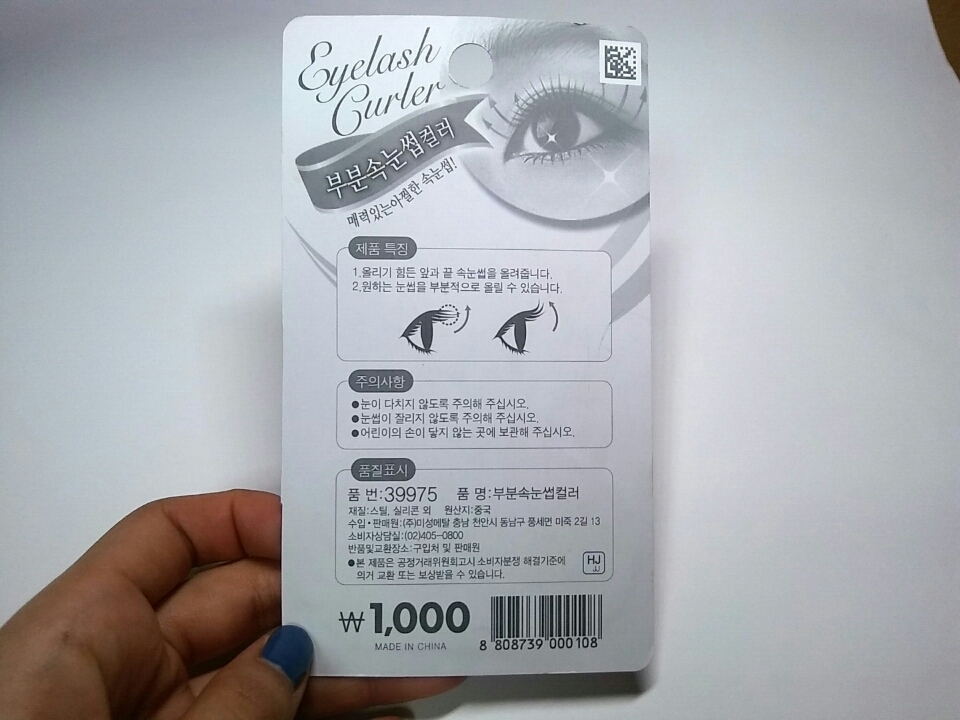 Eyelash
Curler
부분속눈썹컬러
매력있는아찔한 속눈썹!
제품 특징
1.올리기 힘든 앞과 끝 속눈썹을 올려줍니다.
2.원하는 눈썹을 부분적으로 올릴 수 있습니다.
주의사항
●눈이 다치지 않도록 주의해 주십시오.
●눈썹이 잘리지 않도록 주의해 주십시오.
●어린이의 손이 닿지 않는 곳에 보관해 주십시오.
품질표시
품 번:39975 품 명:부분속눈썹컬러
재질:스틸, 실리콘 외 원산지:중국
수입•판매원:(주)미성메탈 충남 천안시 동남구 풍세면 미죽 2길 13
소비자상담실:(02)405-0800
반품및교환장소:구입처 및 판매원
●본 제품은 공정거래위원회고시 소비자분쟁 해결기준에
의거 교환 또는 보상받을 수 있습니다.
HJ
JJ
₩1,000
MADE IN CHINA
8 808739 000108